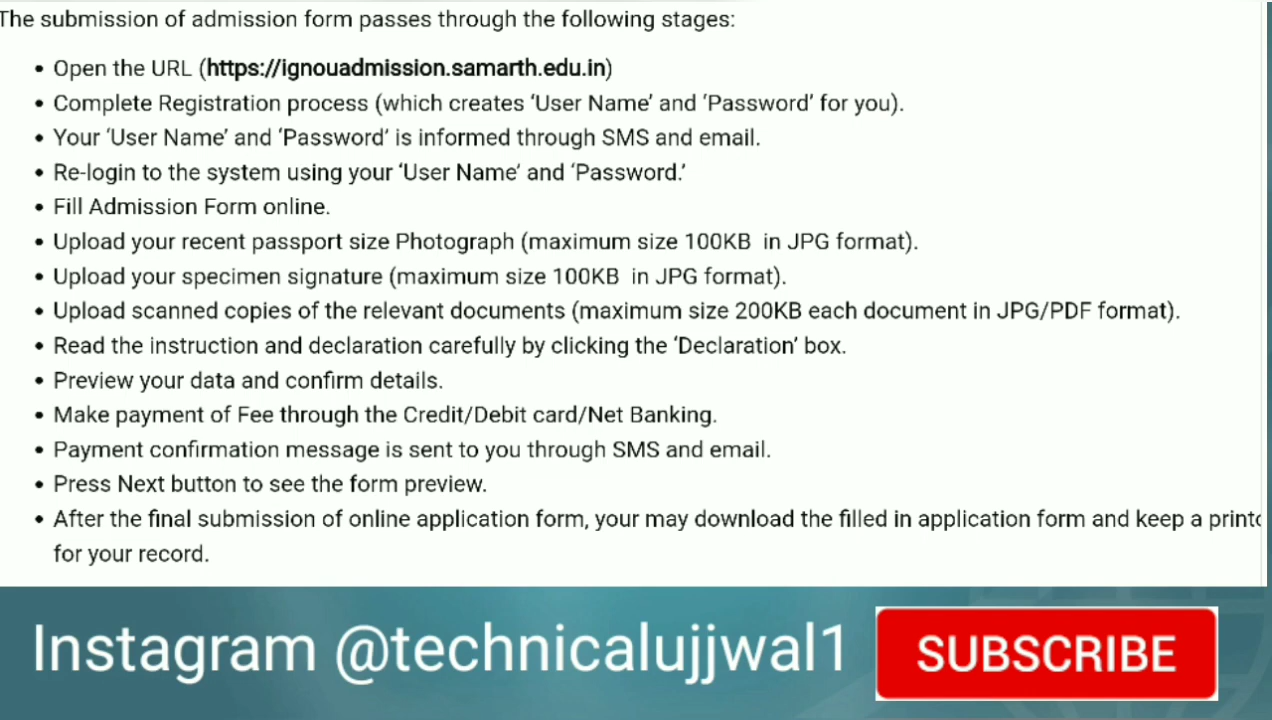 The submission of admission form passes through the following stages:
• Open the URL (https://ignouadmission.samarth.edu.in)
• Complete Registration process (which creates ‘User Name’ and ‘Password’ for you).
• Your ‘User Name’ and ‘Password’ is informed through SMS and email.
• Re-login to the system using your ‘User Name’ and ‘Password.’
• Fill Admission Form online.
• Upload your recent passport size Photograph (maximum size 100KB in JPG format).
• Upload your specimen signature (maximum size 100KB in JPG format).
• Upload scanned copies of the relevant documents (maximum size 200KB each document in JPG/PDF format).
• Read the instruction and declaration carefully by clicking the ‘Declaration’ box.
• Preview your data and confirm details.
• Make payment of Fee through the Credit/Debit card/Net Banking.
• Payment confirmation message is sent to you through SMS and email.
• Press Next button to see the form preview.
• After the final submission of online application form, your may download the filled in application form and keep a
for your record.
Instagram @technicalujjwal1
SUBSCRIBE